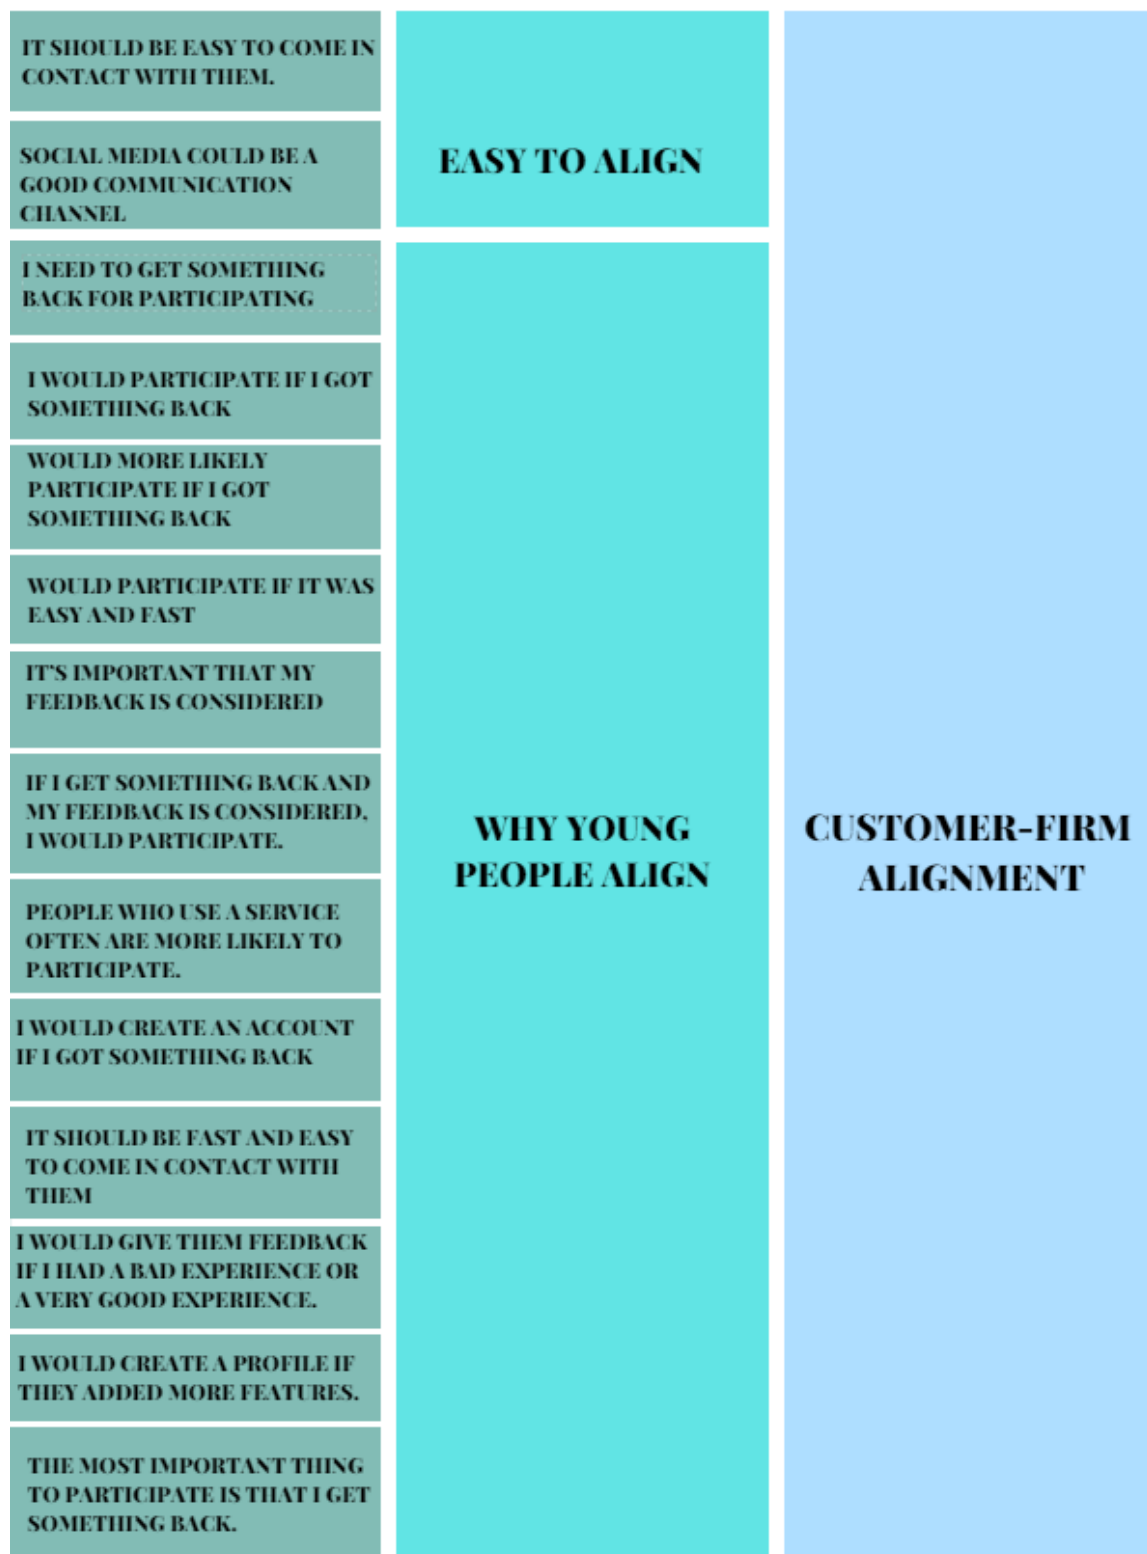 IT SHOULD BE EASY TO COME IN
CONTACT WITH THEM.
SOCIAL MEDIA COULD BE A
GOOD COMMUNICATION
CHANNEL
EASY TO ALIGN
I NEED TO GET SOMETHING
BACK FOR PARTICIPATING
I WOULD PARTICIPATE IF I GOT
SOMETHING BACK
WOULD MORE LIKELY
PARTICIPATE IF I GOT
SOMETHING BACK
WOULD PARTICIPATE IF IT WAS
EASY AND FAST
IT'S IMPORTANT THAT MY
FEEDBACK IS CONSIDERED
IF I GET SOMETHING BACK AND
MY FEEDBACK IS CONSIDERED,
I WOULD PARTICIPATE.
PEOPLE WHO USE A SERVICE
OFTEN ARE MORE LIKELY TO
PARTICIPATE.
I WOULD CREATE AN ACCOUNT
IF I GOT SOMETHING BACK
IT SHOULD BE FAST AND EASY
TO COME IN CONTACT WITH
THEM
I WOULD GIVE THEM FEEDBACK
IF I HAD A BAD EXPERIENCE OR
A VERY GOOD EXPERIENCE.
I WOULD CREATE A PROFILE IF
THEY ADDED MORE FEATURES.
THE MOST IMPORTANT THING
TO PARTICIPATE IS THAT I GET
SOMETHING BACK.
WHY YOUNG
PEOPLE ALIGN
CUSTOMER-FIRM
ALIGNMENT